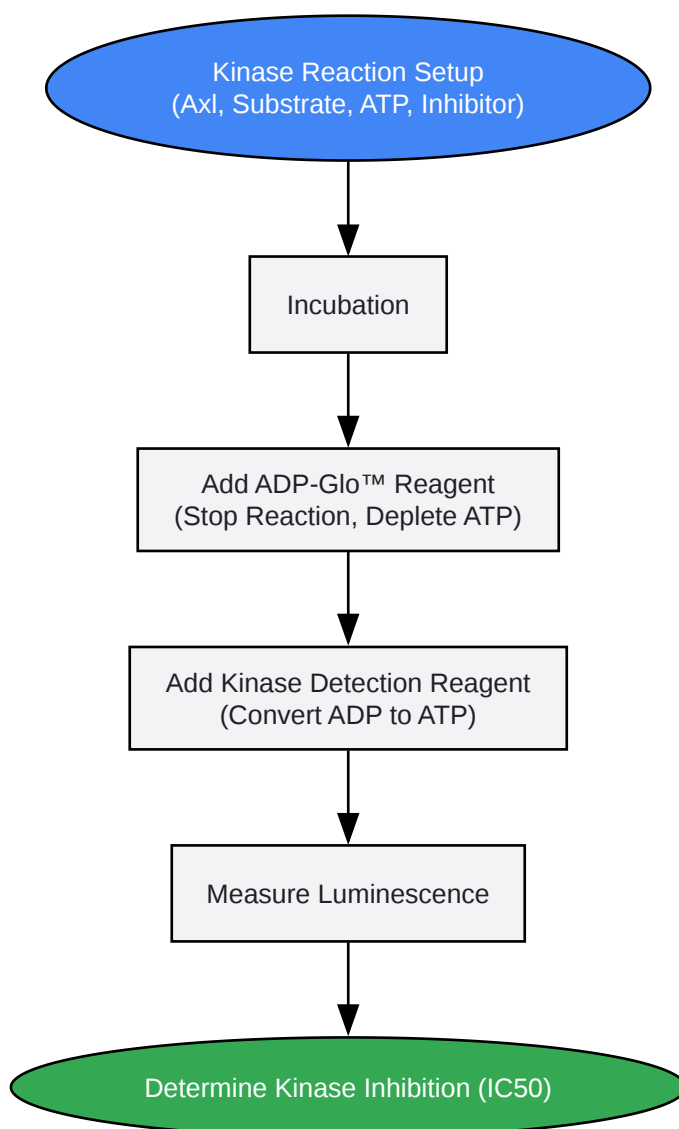 Kinase Reaction Setup
(Axl, Substrate, ATP, Inhibitor)
Incubation
Add ADP-Glo™ Reagent
(Stop Reaction, Deplete ATP)
Add Kinase Detection Reagent
(Convert ADP to ATP)
Measure Luminescence
Determine Kinase Inhibition (IC50)